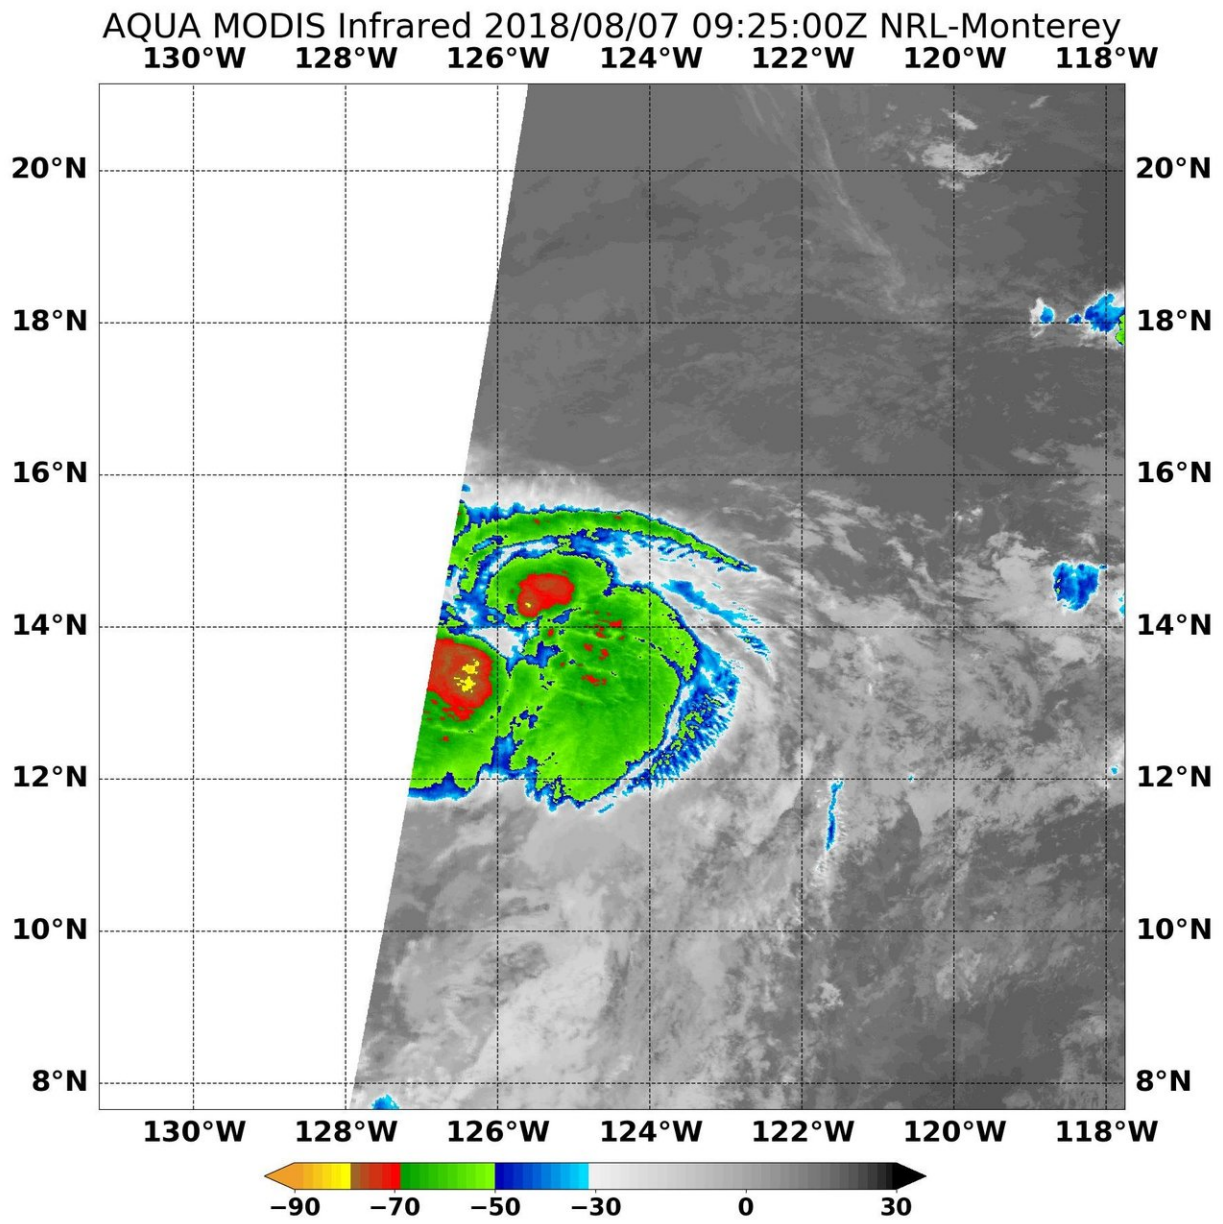 AQUA MODIS Infrared 2018/08/07 09:25:00Z NRL-Monterey
130°W 128°W 126°W 124°W 122°W 120°W 118°W
20°N 20°N
18°N 18°N
16°N 16°N
14°N 14°N
12°N 12°N
10°N 10°N
8°N 8°N
130°W 128°W 126°W 124°W 122°W 120°W 118°W
−90 −70 −50 −30 0 30